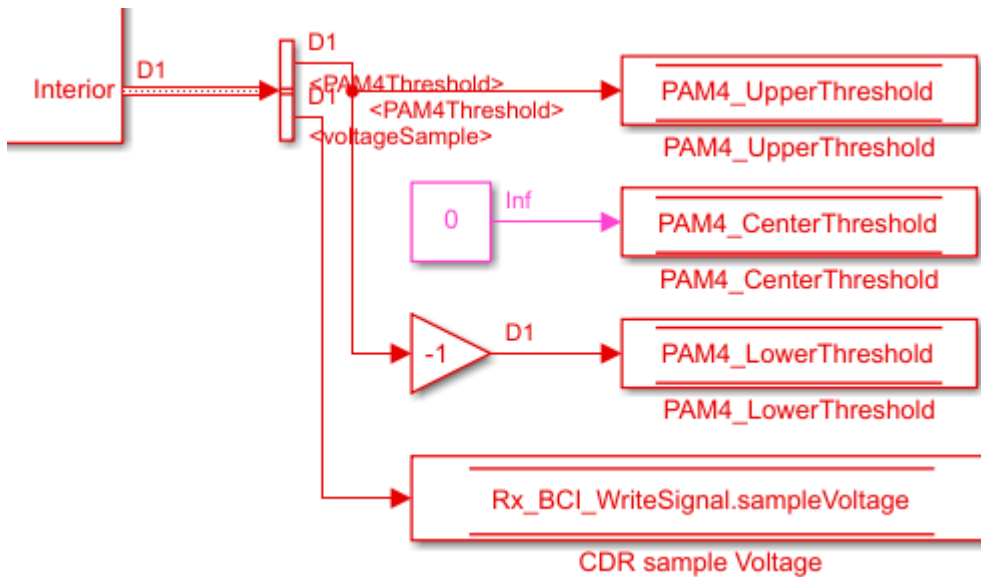 Interior
D1
D1
<PAM4Threshold>
D1
<PAM4Threshold>
<voltageSample>
PAM4_UpperThreshold
PAM4_UpperThreshold
0
Inf
PAM4_CenterThreshold
PAM4_CenterThreshold
-1
D1
PAM4_LowerThreshold
PAM4_LowerThreshold
Rx_BCI_WriteSignal.sampleVoltage
CDR sample Voltage